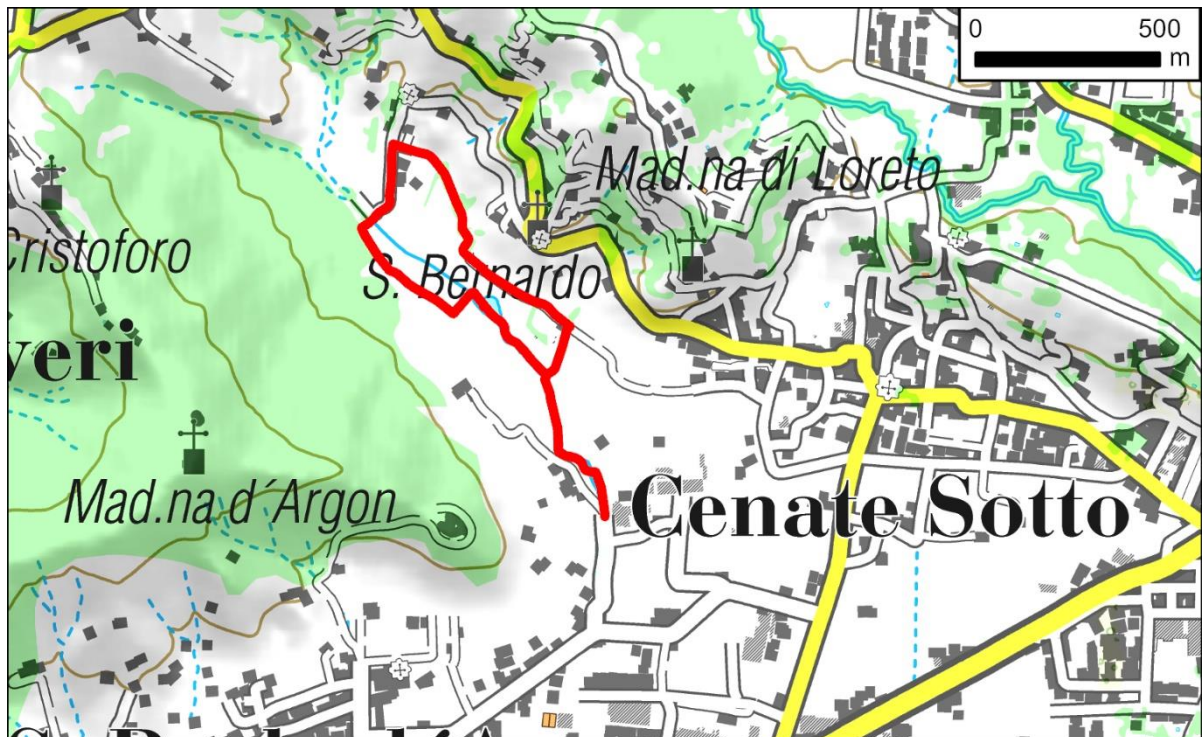 0 500
m
Mad.na di Loreto
Cristoforo
S. Bernardo
veri
Mad.na d´Argon
Cenate Sotto